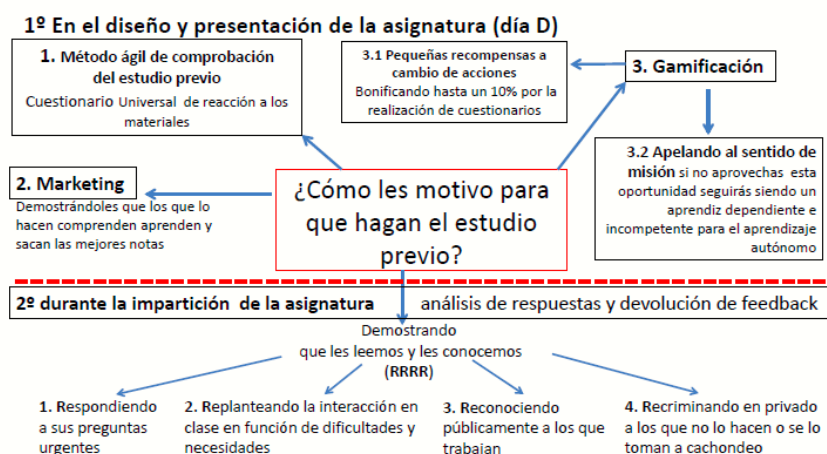 1º En el diseño y presentación de la asignatura (día D)
1. Método ágil de comprobación
del estudio previo
Cuestionario Universal de reacción a los
materiales
3.1 Pequeñas recompensas a
cambio de acciones
Bonificando hasta un 10% por la
realización de cuestionarios
3. Gamificación
3.2 Apelando al sentido de
misión si no aprovechas esta
oportunidad seguirás siendo un
aprendiz dependiente e
incompetente para el aprendizaje
autónomo
2. Marketing
Demostrándoles que los que lo
hacen comprenden aprenden y
sacan las mejores notas
¿Cómo les motivo para
que hagan el estudio
previo?
2º durante la impartición de la asignatura análisis de respuestas y devolución de feedback
Demostrando
que les leemos y les conocemos
(RRRR)
1. Respondiendo
a sus preguntas
urgentes
2. Replanteando la interacción en
clase en función de dificultades y
necesidades
3. Reconociendo
públicamente a los que
trabajan
4. Recriminando en privado
a los que no lo hacen o se lo
toman a cachondeo